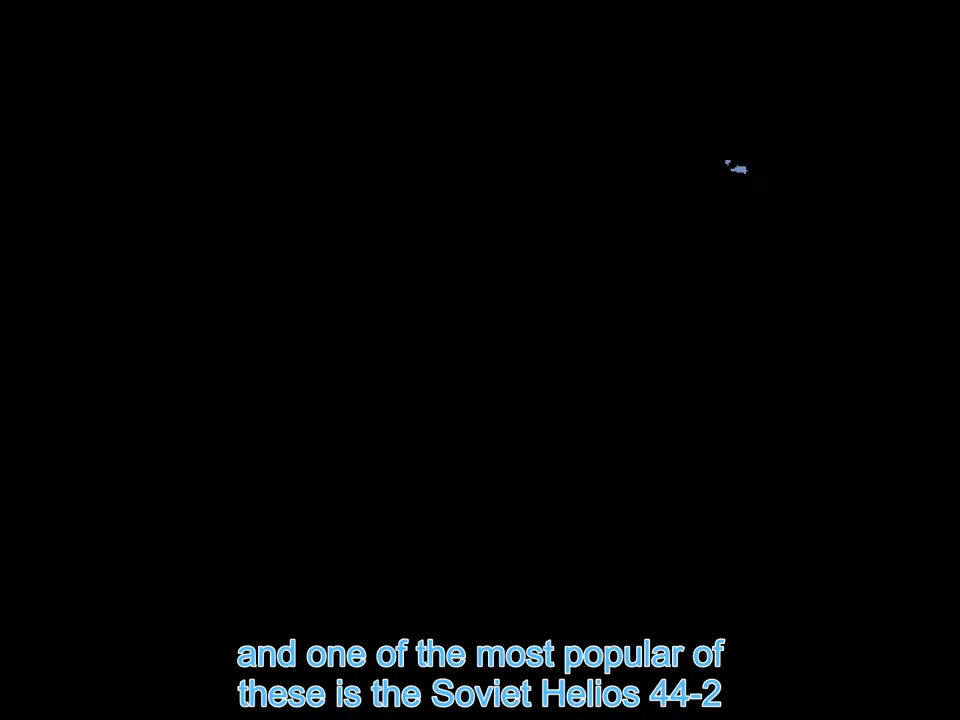 and one of the most popular of
these is the Soviet Helios 44-2